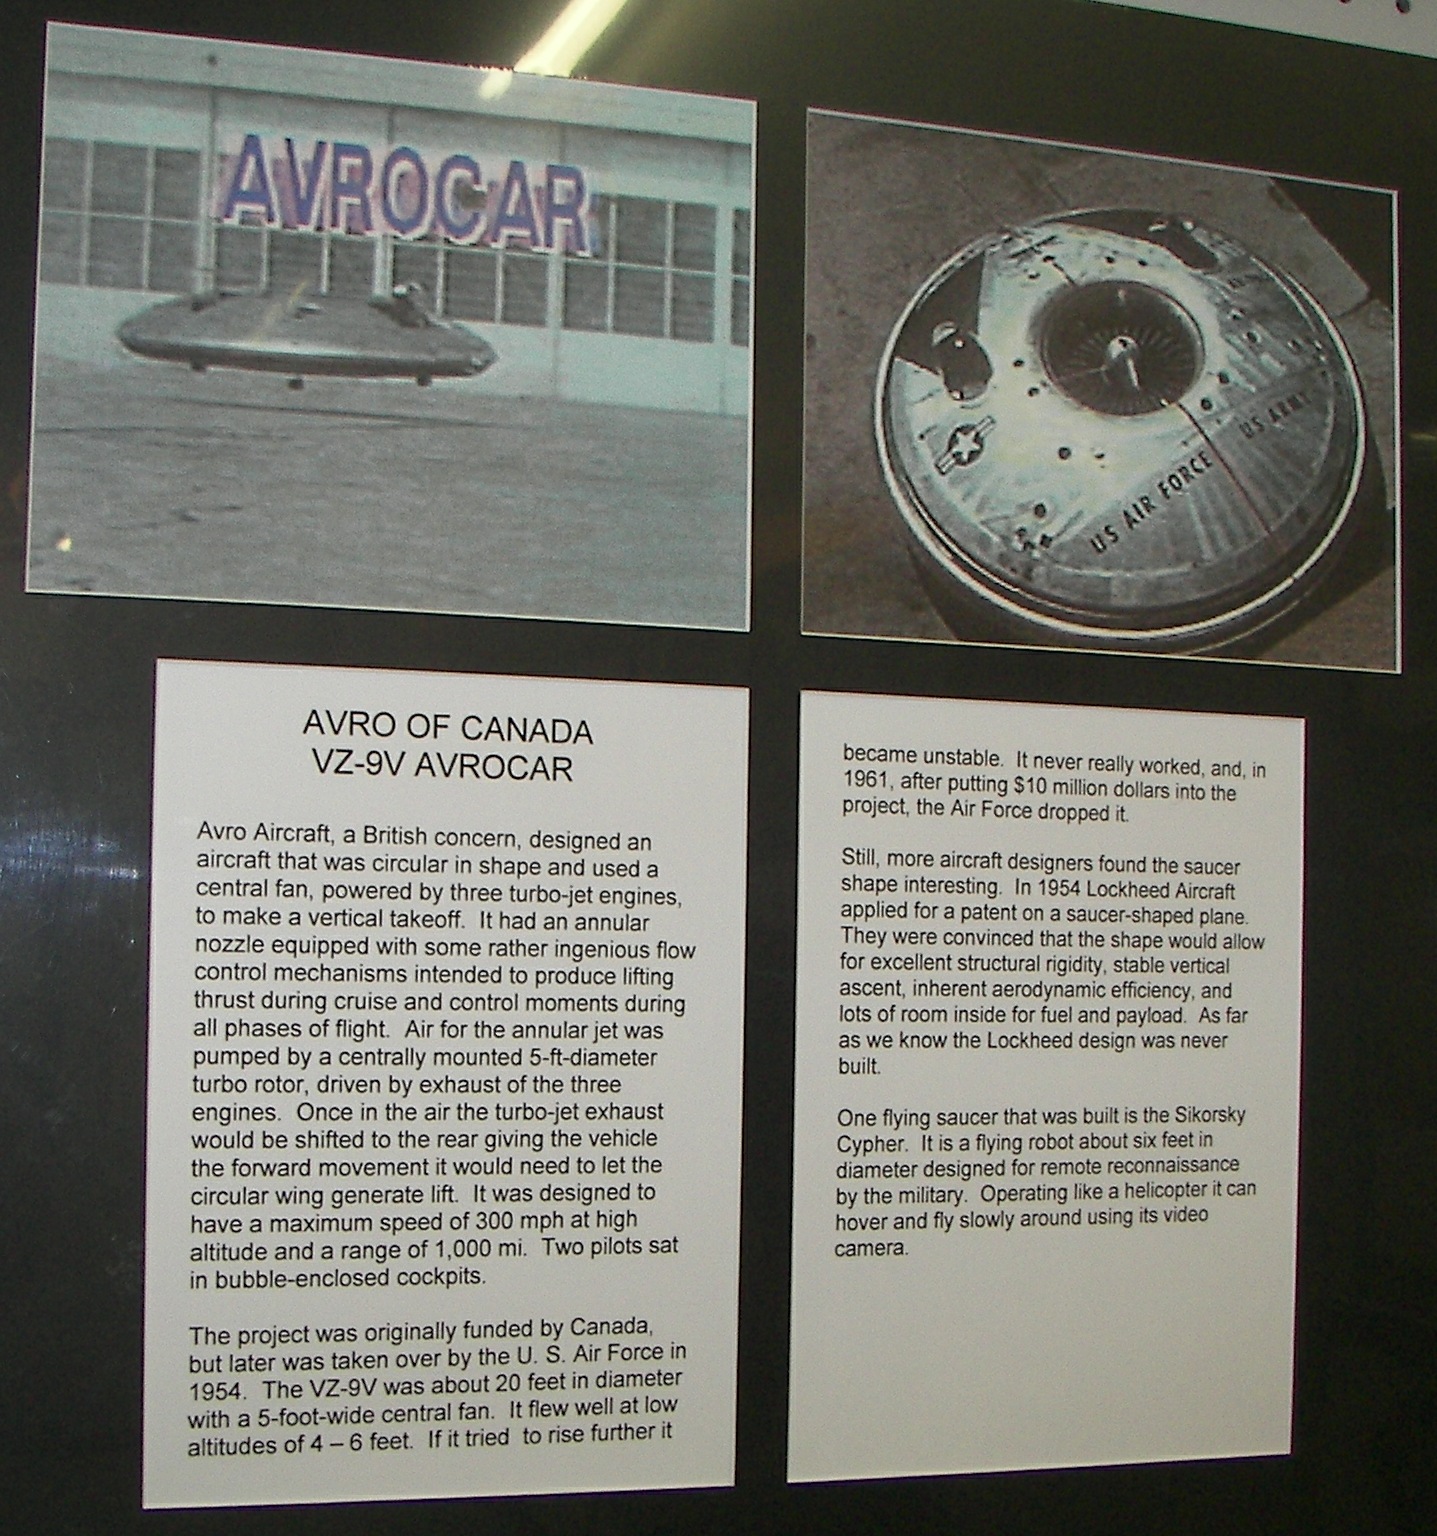 AVROCAR
US AIR FORCE
US ARMY
AVRO OF CANADA
VZ-9V AVROCAR
Avro Aircraft, a British concern, designed an
aircraft that was circular in shape and used a
central fan, powered by three turbo-jet engines,
to make a vertical takeoff. It had an annular
nozzle equipped with some rather ingenious flow
control mechanisms intended to produce lifting
thrust during cruise and control moments during
all phases of flight. Air for the annular jet was
pumped by a centrally mounted 5-ft-diameter
turbo rotor, driven by exhaust of the three
engines. Once in the air the turbo-jet exhaust
would be shifted to the rear giving the vehicle
the forward movement it would need to let the
circular wing generate lift. It was designed to
have a maximum speed of 300 mph at high
altitude and a range of 1,000 mi. Two pilots sat
in bubble-enclosed cockpits.
The project was originally funded by Canada,
but later was taken over by the U. S. Air Force in
1954. The VZ-9V was about 20 feet in diameter
with a 5-foot-wide central fan. It flew well at low
altitudes of 4 – 6 feet. If it tried to rise further it
became unstable. It never really worked, and, in
1961, after putting $10 million dollars into the
project, the Air Force dropped it.
Still, more aircraft designers found the saucer
shape interesting. In 1954 Lockheed Aircraft
applied for a patent on a saucer-shaped plane.
They were convinced that the shape would allow
for excellent structural rigidity, stable vertical
ascent, inherent aerodynamic efficiency, and
lots of room inside for fuel and payload. As far
as we know the Lockheed design was never
built.
One flying saucer that was built is the Sikorsky
Cypher. It is a flying robot about six feet in
diameter designed for remote reconnaissance
by the military. Operating like a helicopter it can
hover and fly slowly around using its video
camera.